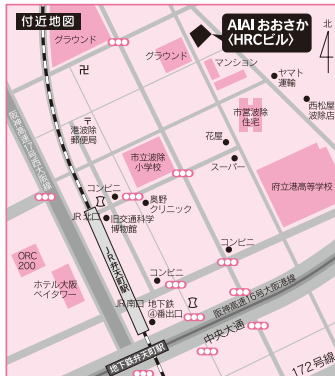 付近地図
グラウンド
グラウンド
AIAI おおさか
〈HRCビル〉
北
4
マンション
ヤマト
運輸
西松屋
波除店
市営波除
住宅
港波除
郵便局
花屋
スーパー
市立波除
小学校
府立港高等学校
阪神高速17号西大阪線
コンビニ
奥野
クリニック
JR北口
旧交通科学
博物館
JR弁天町駅
ORC
200
ホテル大阪
ベイタワー
コンビニ
コンビニ
JR南口
地下鉄
④番出口
阪神高速16号大阪港線
中央大通
地下鉄弁天町駅
172号線